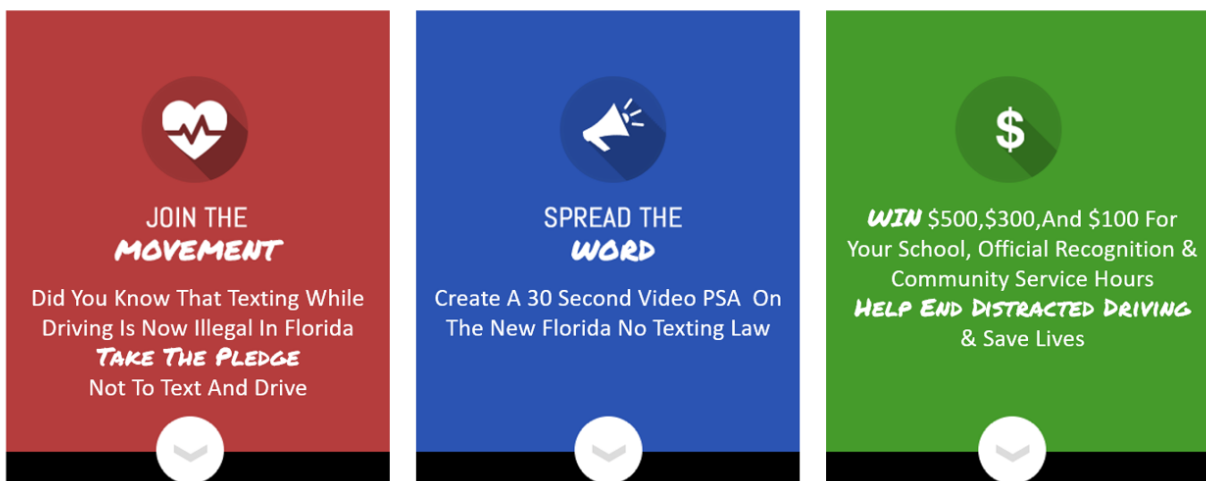 JOIN THE
MOVEMENT
Did You Know That Texting While
Driving Is Now Illegal In Florida
TAKE THE PLEDGE
Not To Text And Drive
SPREAD THE
WORD
Create A 30 Second Video PSA  On
The New Florida No Texting Law
$
WIN $500,$300,And $100 For
Your School, Official Recognition &
Community Service Hours
HELP END DISTRACTED DRIVING
& Save Lives